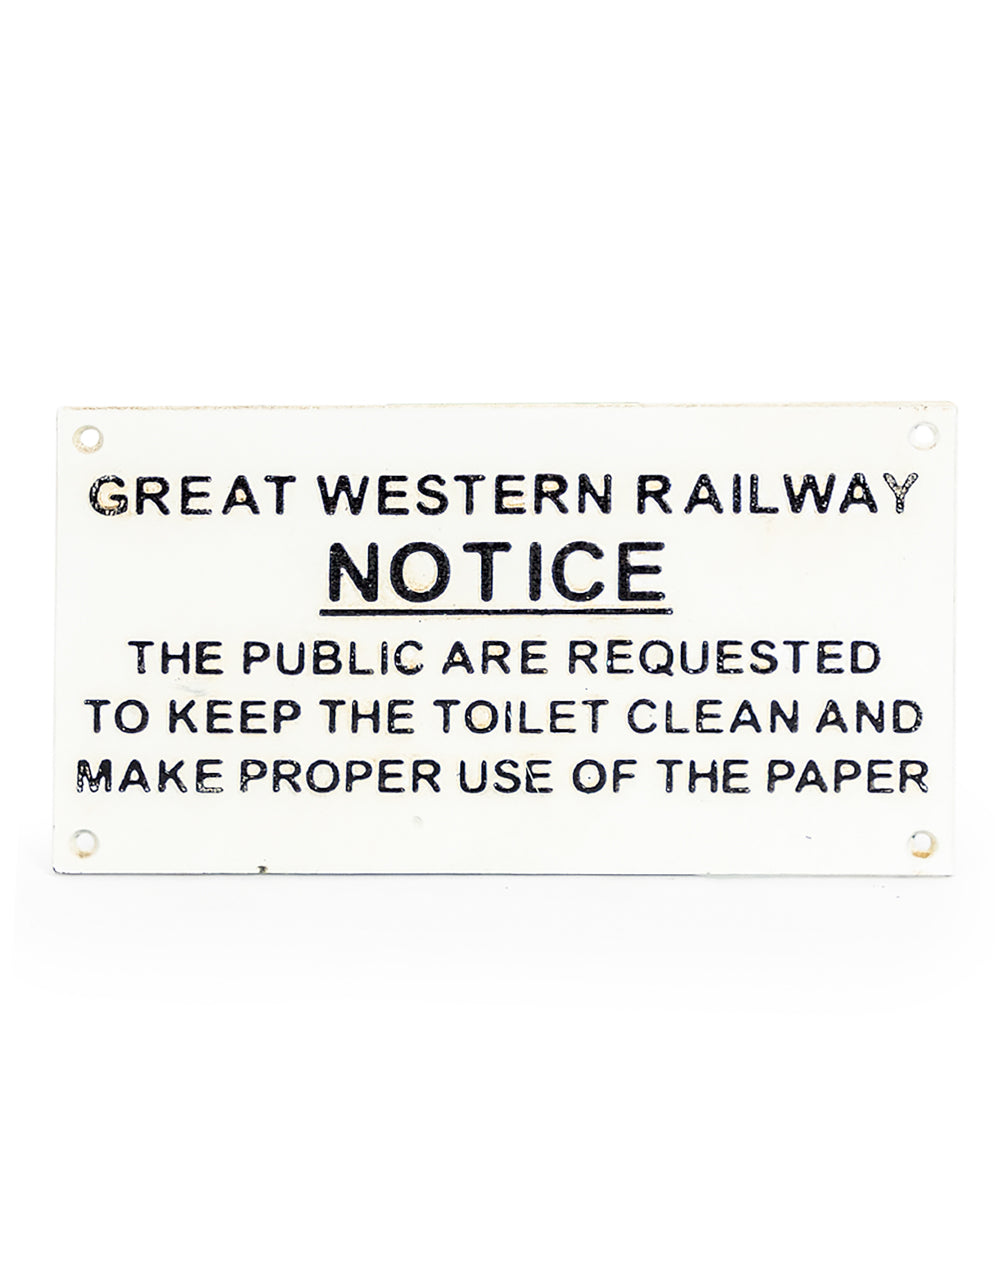 GREAT WESTERN RAILWAY
NOTICE
THE PUBLIC ARE REQUESTED
TO KEEP THE TOILET CLEAN AND
MAKE PROPER USE OF THE PAPER